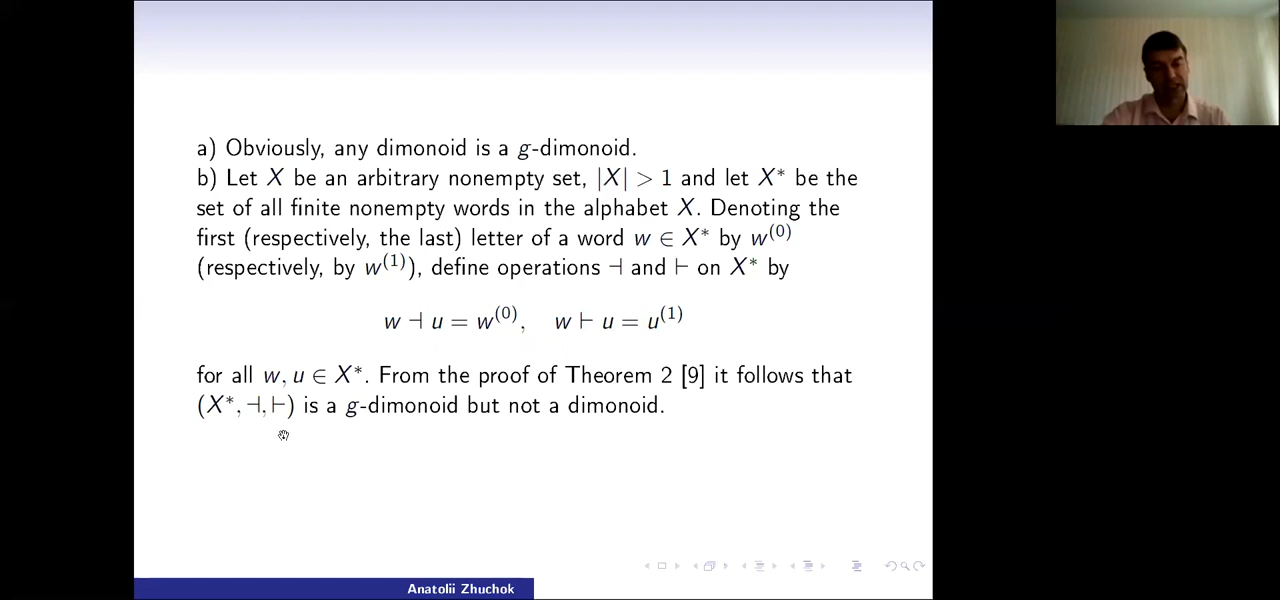 a) Obviously, any dimonoid is a g-dimonoid.
b) Let X be an arbitrary nonempty set, |X| > 1 and let X* be the
set of all finite nonempty words in the alphabet X. Denoting the
first (respectively, the last) letter of a word w ∈ X* by w⁽⁰⁾
(respectively, by w⁽¹⁾), define operations ⊣ and ⊢ on X* by
w ⊣ u = w⁽⁰⁾, w ⊢ u = u⁽¹⁾
for all w, u ∈ X*. From the proof of Theorem 2 [9] it follows that
(X*, ⊣, ⊢) is a g-dimonoid but not a dimonoid.
Anatolii Zhuchok